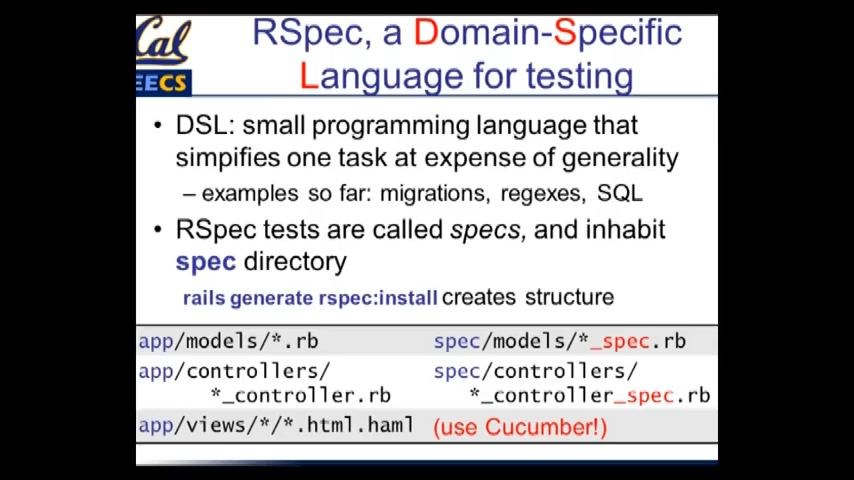 Cal
EECS
RSpec, a Domain-Specific
Language for testing
• DSL: small programming language that
simpifies one task at expense of generality
– examples so far: migrations, regexes, SQL
• RSpec tests are called specs, and inhabit
spec directory
rails generate rspec:install creates structure
app/models/*.rb spec/models/*_spec.rb
app/controllers/ spec/controllers/
*_controller.rb *_controller_spec.rb
app/views/*/*.html.haml (use Cucumber!)